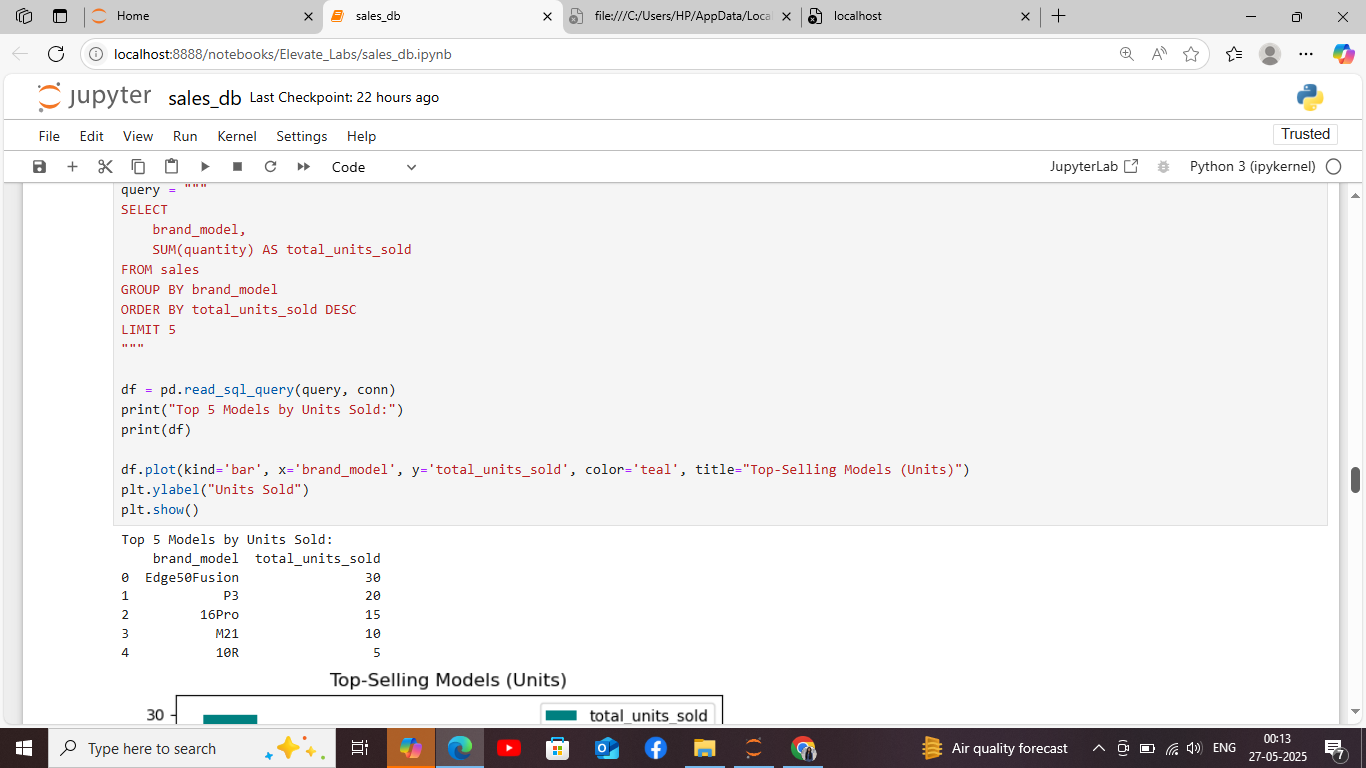 Home
sales_db
file:///C:/Users/HP/AppData/Loca
localhost
localhost:8888/notebooks/Elevate_Labs/sales_db.ipynb
jupyter sales_db Last Checkpoint: 22 hours ago
File Edit View Run Kernel Settings Help
Trusted
Code
JupyterLab
Python 3 (ipykernel)
query = """
SELECT
    brand_model,
    SUM(quantity) AS total_units_sold
FROM sales
GROUP BY brand_model
ORDER BY total_units_sold DESC
LIMIT 5
"""
df = pd.read_sql_query(query, conn)
print("Top 5 Models by Units Sold:")
print(df)
df.plot(kind='bar', x='brand_model', y='total_units_sold', color='teal', title="Top-Selling Models (Units)")
plt.ylabel("Units Sold")
plt.show()
Top 5 Models by Units Sold:
    brand_model  total_units_sold
0  Edge50Fusion                30
1            P3                20
2         16Pro                15
3           M21                10
4           10R                 5
Top-Selling Models (Units)
30
total_units_sold
Type here to search
Air quality forecast
ENG
00:13
27-05-2025
7